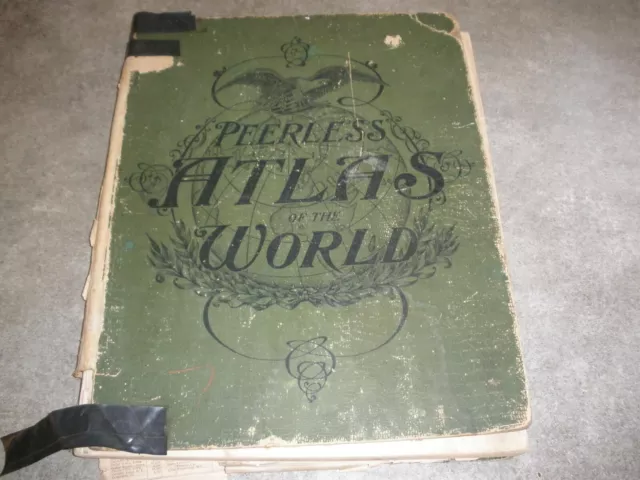 PEERLESS
ATLAS
OF THE
WORLD